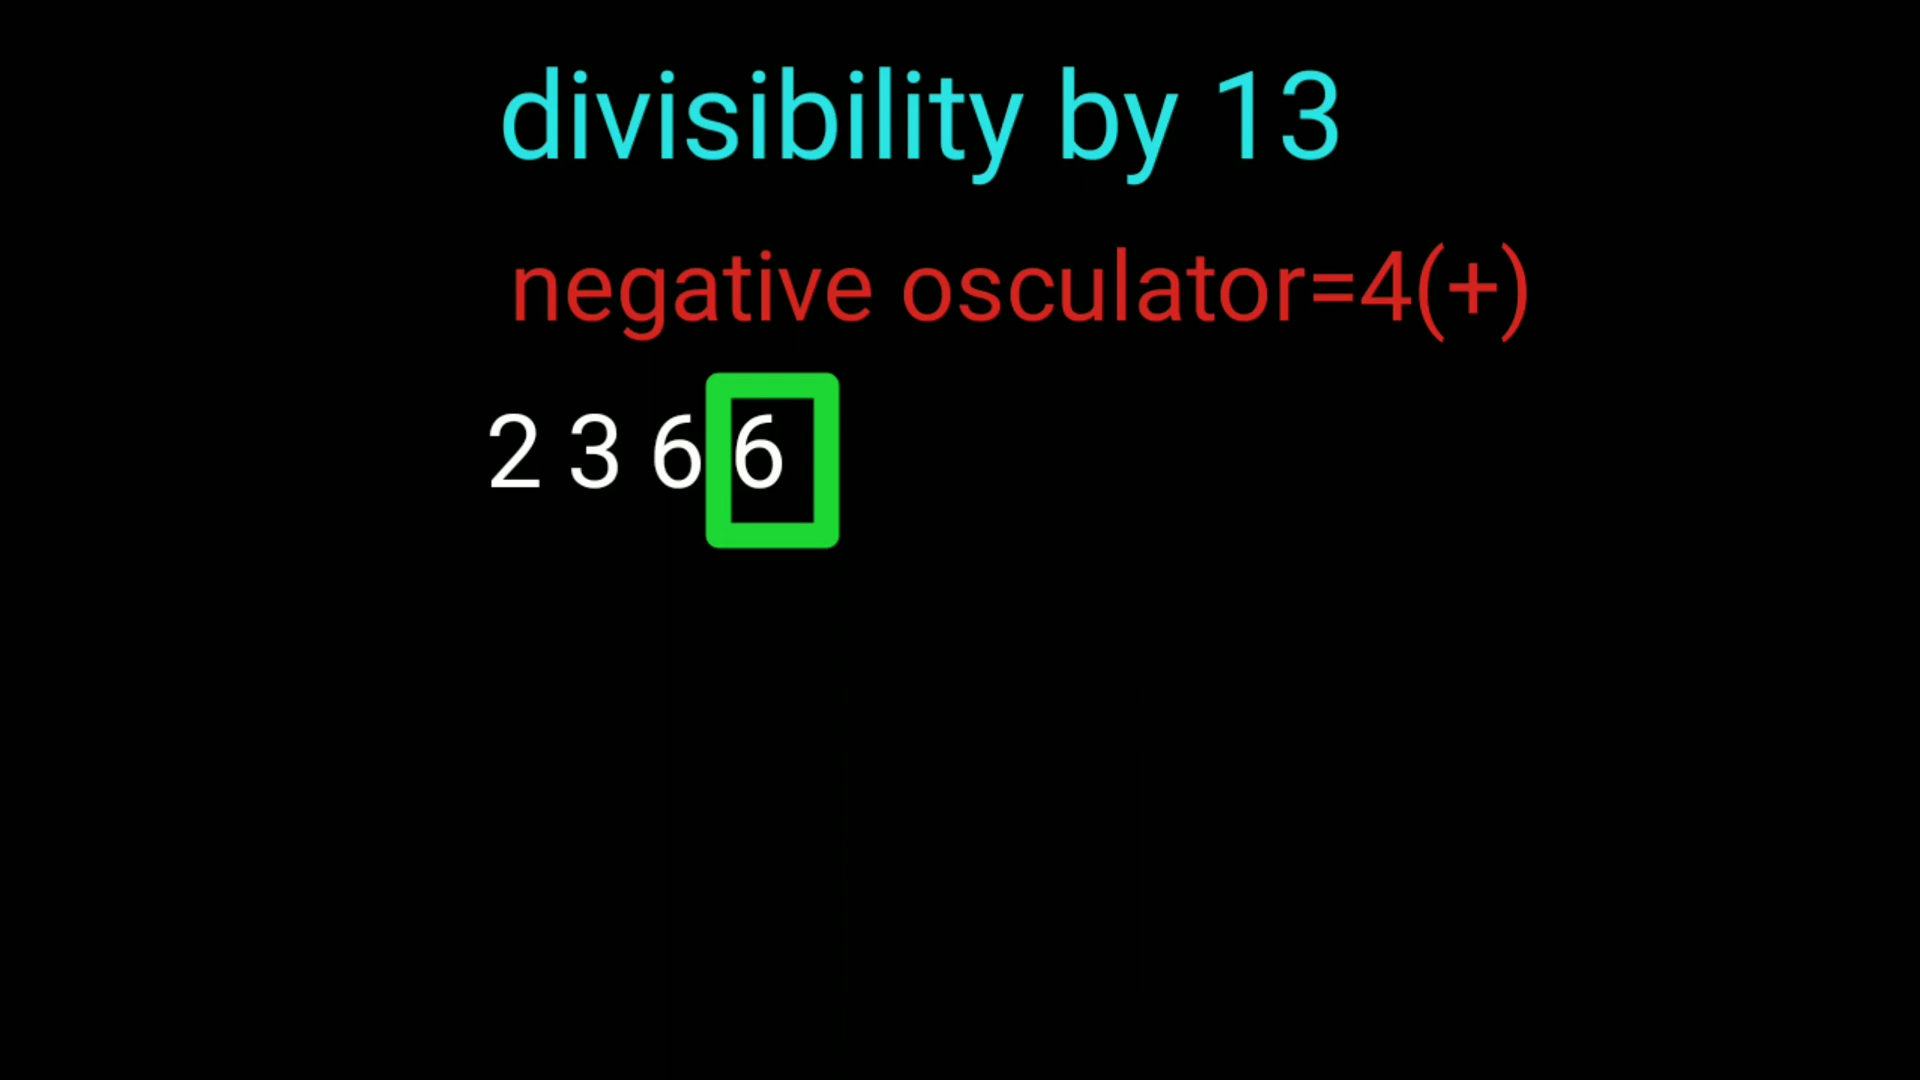 divisibility by 13
negative osculator=4(+)
2 3 6 6